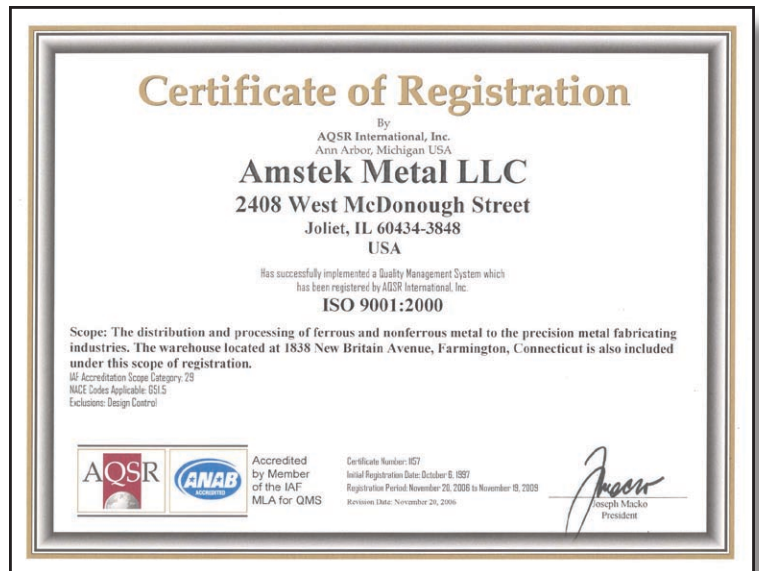 Certificate of Registration
By
AQSR International, Inc.
Ann Arbor, Michigan USA
Amstek Metal LLC
2408 West McDonough Street
Joliet, IL 60434-3848
USA
Has successfully implemented a Quality Management System which
has been registered by AQSR International, Inc.
ISO 9001:2000
Scope: The distribution and processing of ferrous and nonferrous metal to the precision metal fabricating
industries. The warehouse located at 1838 New Britain Avenue, Farmington, Connecticut is also included
under this scope of registration.
IAF Accreditation Scope Category: 29
NACE Codes Applicable: G51.5
Exclusions: Design Control
AQSR
ANAB
ACCREDITED
Accredited
by Member
of the IAF
MLA for QMS
Certificate Number: 1157
Initial Registration Date: October 6, 1997
Registration Period: November 20, 2006 to November 19, 2009
Revision Date: November 20, 2006
Joseph Macko
President